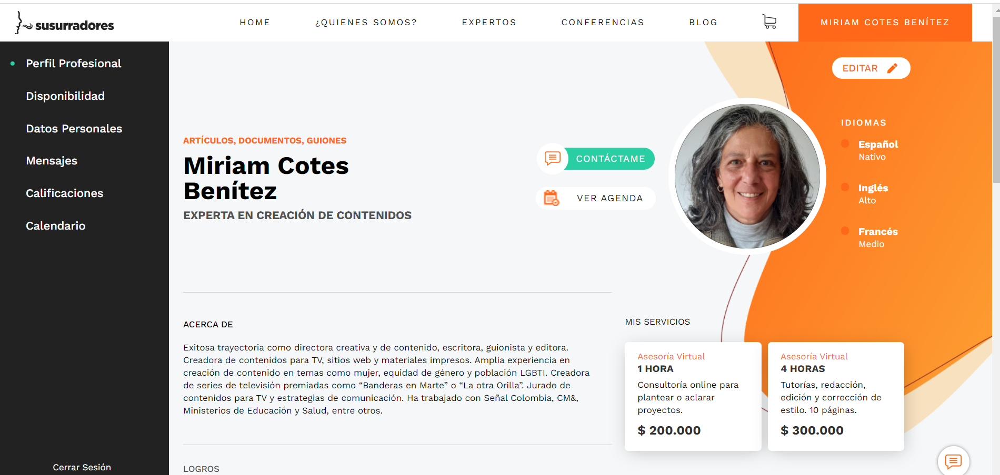 susurradores
HOME
¿QUIENES SOMOS?
EXPERTOS
CONFERENCIAS
BLOG
MIRIAM COTES BENÍTEZ
Perfil Profesional
Disponibilidad
Datos Personales
Mensajes
Calificaciones
Calendario
Cerrar Sesión
EDITAR
ARTÍCULOS, DOCUMENTOS, GUIONES
Miriam Cotes
Benítez
EXPERTA EN CREACIÓN DE CONTENIDOS
CONTÁCTAME
VER AGENDA
IDIOMAS
Español
Nativo
Inglés
Alto
Francés
Medio
ACERCA DE
Exitosa trayectoria como directora creativa y de contenido, escritora, guionista y editora.
Creadora de contenidos para TV, sitios web y materiales impresos. Amplia experiencia en
creación de contenido en temas como mujer, equidad de género y población LGBTI. Creadora
de series de televisión premiadas como “Banderas en Marte” o “La otra Orilla”. Jurado de
contenidos para TV y estrategias de comunicación. Ha trabajado con Señal Colombia, CM&,
Ministerios de Educación y Salud, entre otros.
LOGROS
MIS SERVICIOS
Asesoría Virtual
1 HORA
Consultoría online para
plantear o aclarar
proyectos.
$ 200.000
Asesoría Virtual
4 HORAS
Tutorías, redacción,
edición y corrección de
estilo. 10 páginas.
$ 300.000